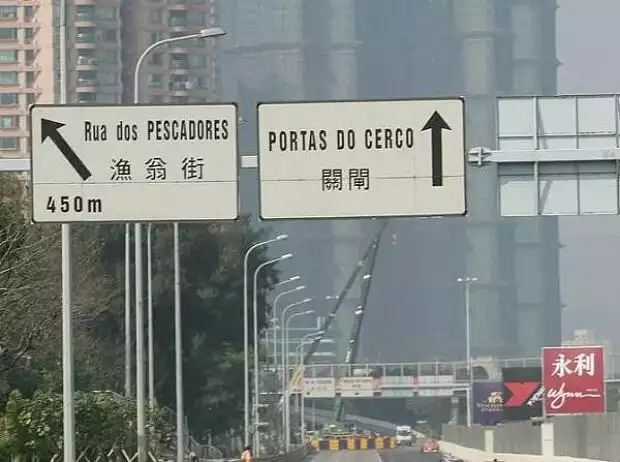 Rua dos PESCADORES
漁翁街
450m
PORTAS DO CERCO
關閘
永利
Wynn